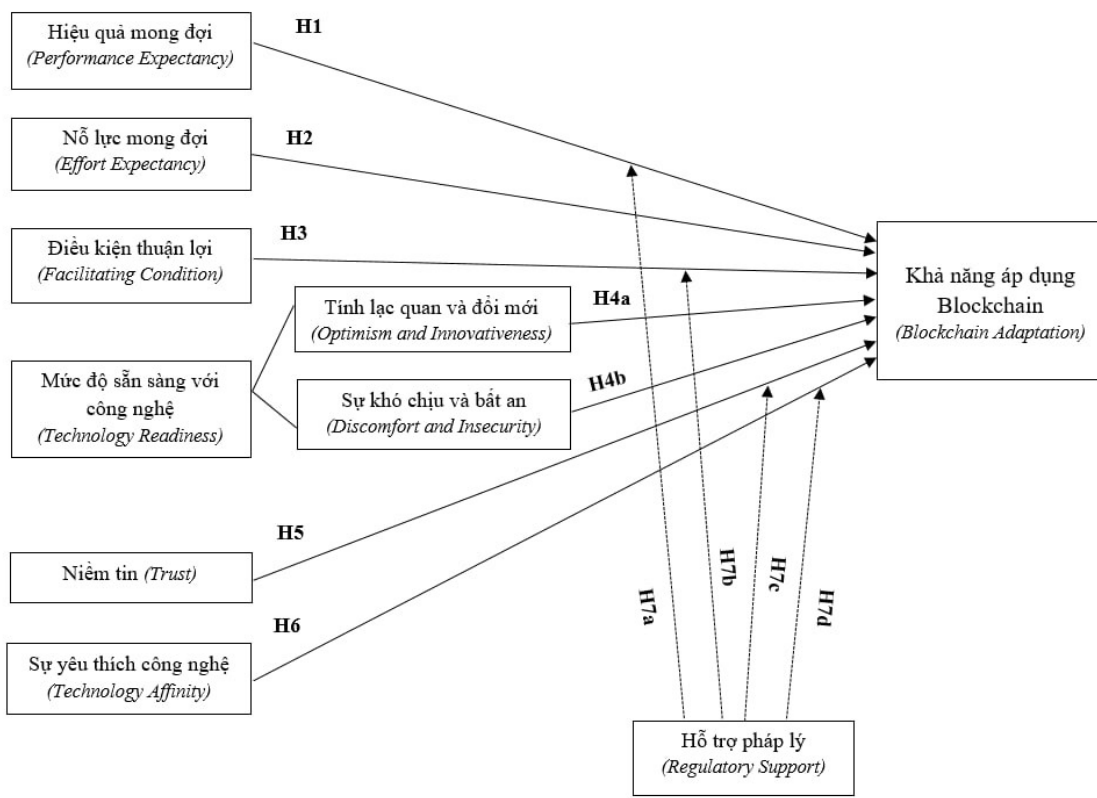 Hiệu quả mong đợi
(Performance Expectancy)
H1
Nỗ lực mong đợi
(Effort Expectancy)
H2
Điều kiện thuận lợi
(Facilitating Condition)
H3
Mức độ sẵn sàng với
công nghệ
(Technology Readiness)
Tính lạc quan và đổi mới
(Optimism and Innovativeness)
H4a
Sự khó chịu và bất an
(Discomfort and Insecurity)
H4b
Khả năng áp dụng
Blockchain
(Blockchain Adaptation)
Niềm tin (Trust)
H5
Sự yêu thích công nghệ
(Technology Affinity)
H6
H7a
H7b
H7c
H7d
Hỗ trợ pháp lý
(Regulatory Support)